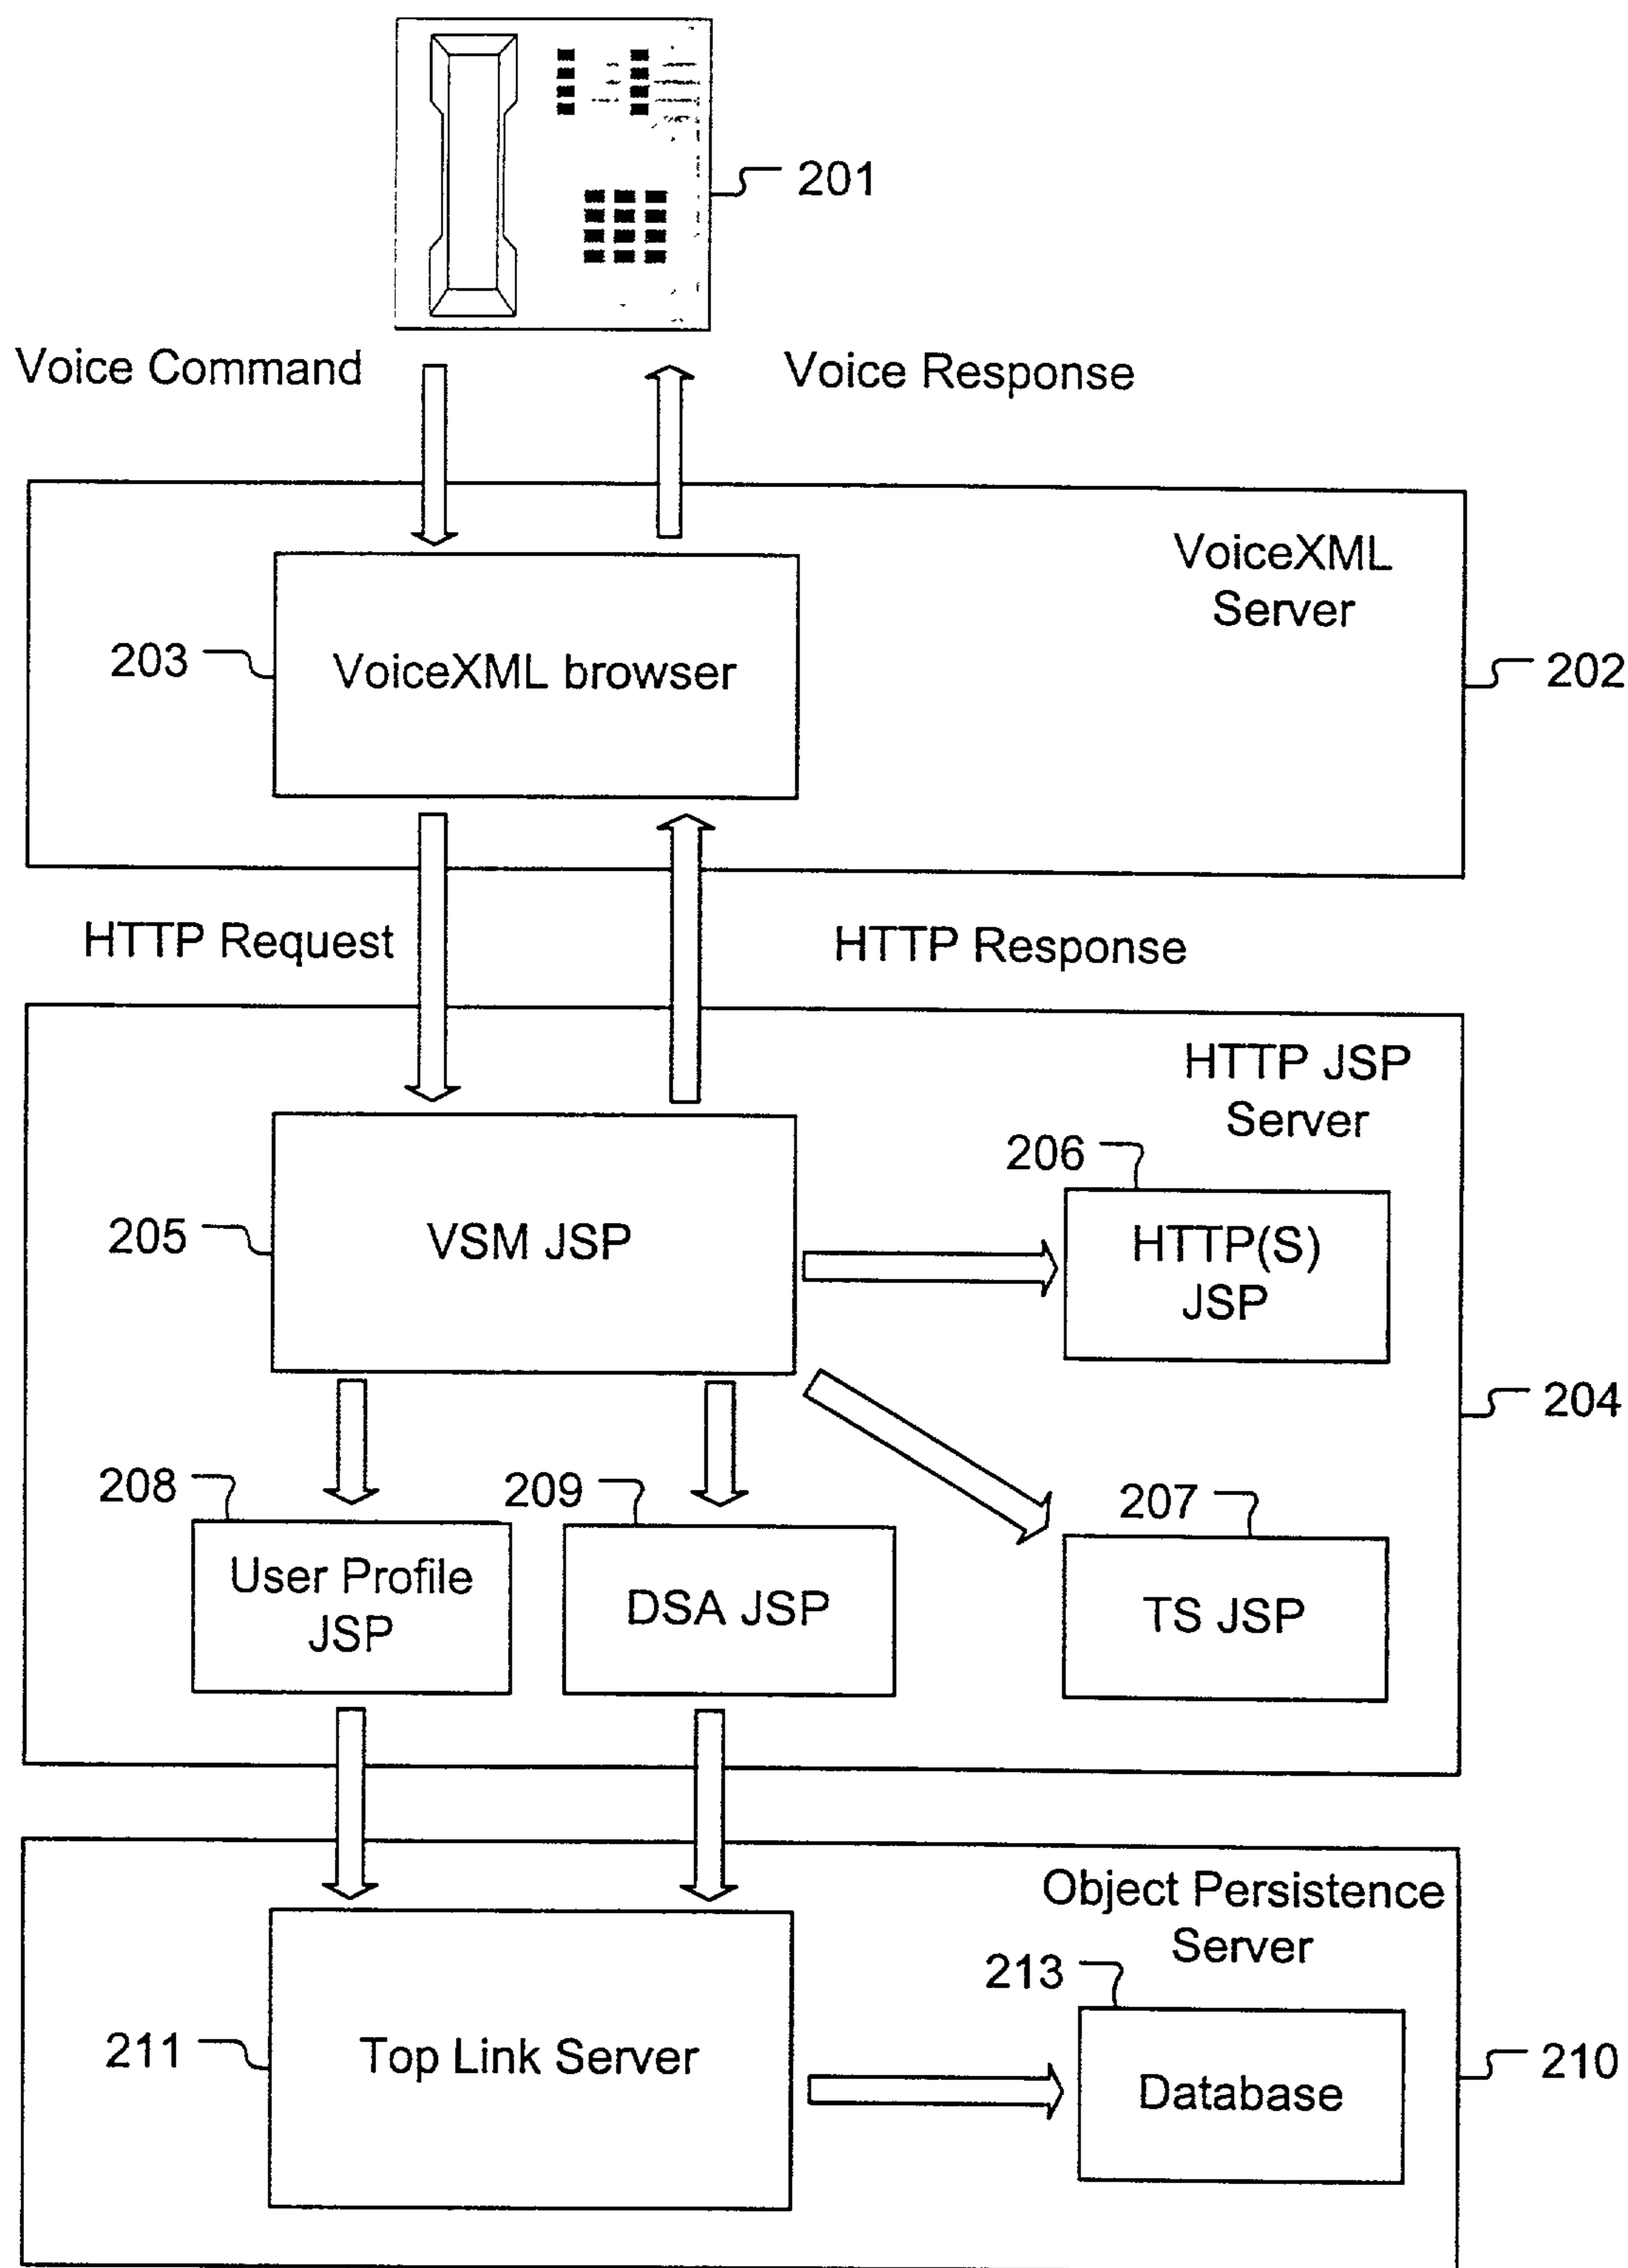 201
Voice Command
Voice Response
VoiceXML
Server
203
VoiceXML browser
202
HTTP Request
HTTP Response
HTTP JSP
Server
206
205
VSM JSP
HTTP(S)
JSP
204
208
209
207
User Profile
JSP
DSA JSP
TS JSP
Object Persistence
Server
213
211
Top Link Server
210
Database